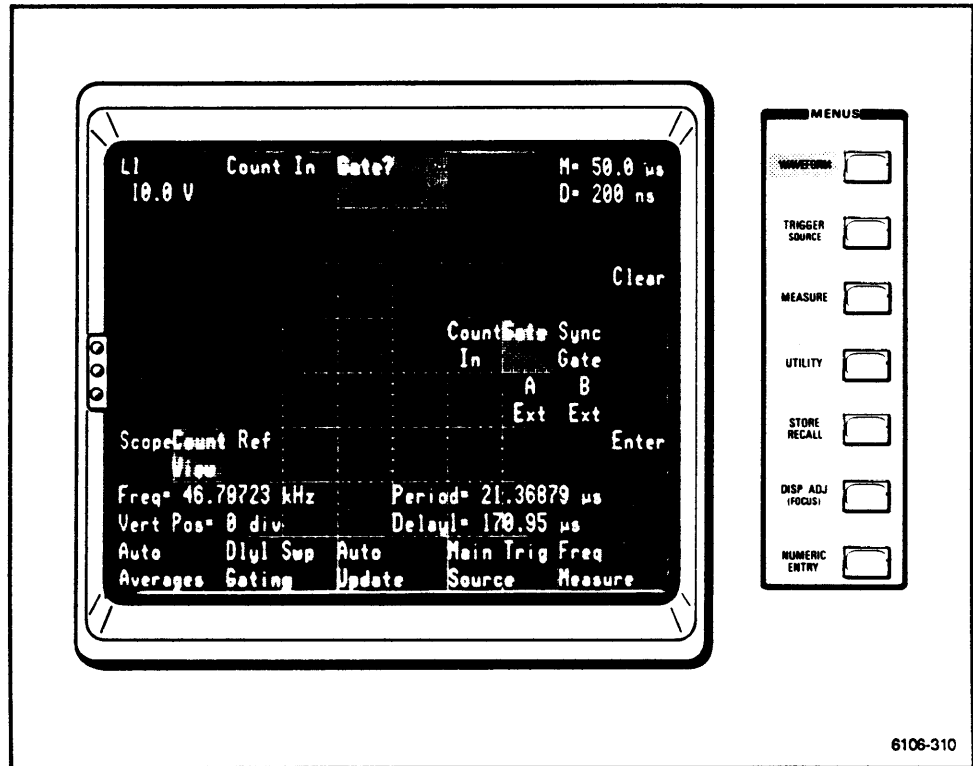 L1 Count In Gate? M= 50.0 µs
10.0 V D= 200 ns
Clear
Count Gate Sync
In Gate
A B
Ext Ext
Scope Count Ref Enter
View
Freq= 46.79723 kHz Period= 21.36879 µs
Vert Pos= 0 div Delay1= 170.95 µs
Auto Dly1 Swp Auto Main Trig Freq
Averages Gating Update Source Measure
MENUS
WAVEFORM
TRIGGER
SOURCE
MEASURE
UTILITY
STORE
RECALL
DISP ADJ
(FOCUS)
NUMERIC
ENTRY
6106-310